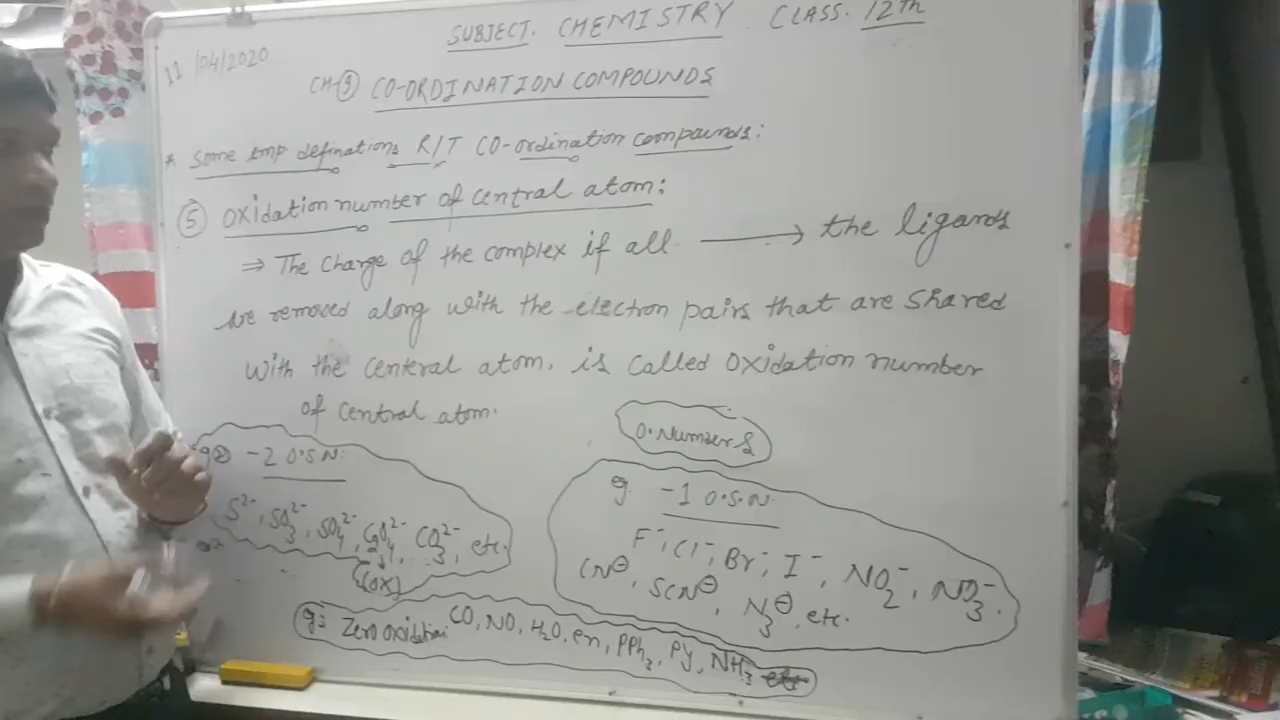 SUBJECT. CHEMISTRY CLASS. 12TH
11/04/2020
CH-9 CO-ORDINATION COMPOUNDS
* Some Imp definations R/T CO-ordination compounds:
5 Oxidation number of central atom:
⇒ The charge of the complex if all ⟶ the ligands
are removed along with the electron pairs that are shared
with the centeral atom, is called oxidation number
of central atom.
O. Number of
-2 O.S N:
S²⁻, SO₃²⁻, SO₄²⁻, C₂O₄²⁻, CO₃²⁻, etc.
(ox)
-1 O.S.N
F⁻, Cl⁻, Br⁻, I⁻, NO₂⁻, NO₃⁻.
CN⊖, SCN⊖, N₃⊖, etc.
Zero oxidation CO, NO, H₂O, en, PPh₃, Py, NH₃ etc